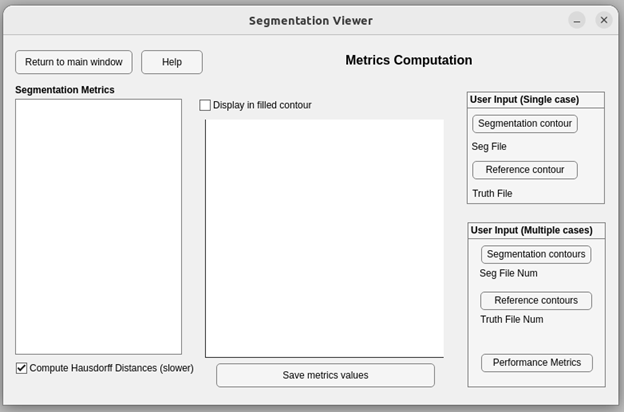 Segmentation Viewer
Return to main window
Help
Metrics Computation
Segmentation Metrics
Display in filled contour
User Input (Single case)
Segmentation contour
Seg File
Reference contour
Truth File
User Input (Multiple cases)
Segmentation contours
Seg File Num
Reference contours
Truth File Num
Performance Metrics
Compute Hausdorff Distances (slower)
Save metrics values